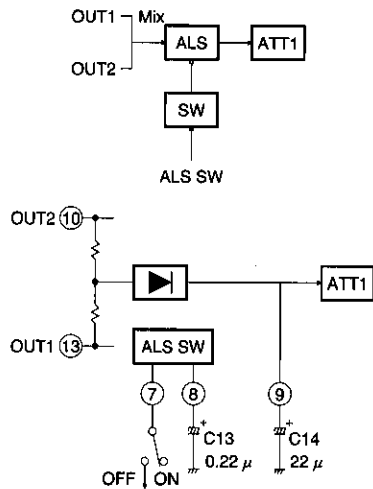 OUT1 Mix
OUT2
ALS
ATT1
SW
ALS SW
OUT2 10
ATT1
OUT1 13
ALS SW
7 8 9
C13
0.22 μ
C14
22 μ
OFF ON
+
+